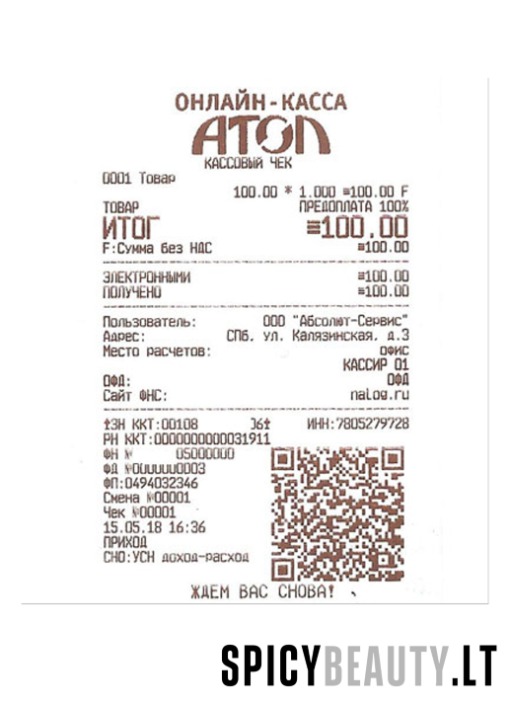 ОНЛАЙН-КАССА
АТОЛ
КАССОВЫЙ ЧЕК
0001 Товар
100.00 * 1.000 ≡100.00 F
ТОВАР ПРЕДОПЛАТА 100%
ИТОГ ≡100.00
F:Сумма без НДС ≡100.00
ЭЛЕКТРОННЫМИ ≡100.00
ПОЛУЧЕНО ≡100.00
Пользователь: ООО "Абсолют-Сервис"
Адрес: СПб, ул. Калязинская, д.3
Место расчетов: офис
КАССИР 01
ОФД: ОФД
Сайт ФНС: nalog.ru
ЗН ККТ:00108 ИНН:7805279728
РН ККТ:0000000000031911
ФН № 05000000
ФД №0000000003
ФП:0494032346
Смена №00001
Чек №00001
15.05.18 16:36
ПРИХОД
СНО:УСН доход-расход
ЖДЕМ ВАС СНОВА!
SPICYBEAUTY.LT